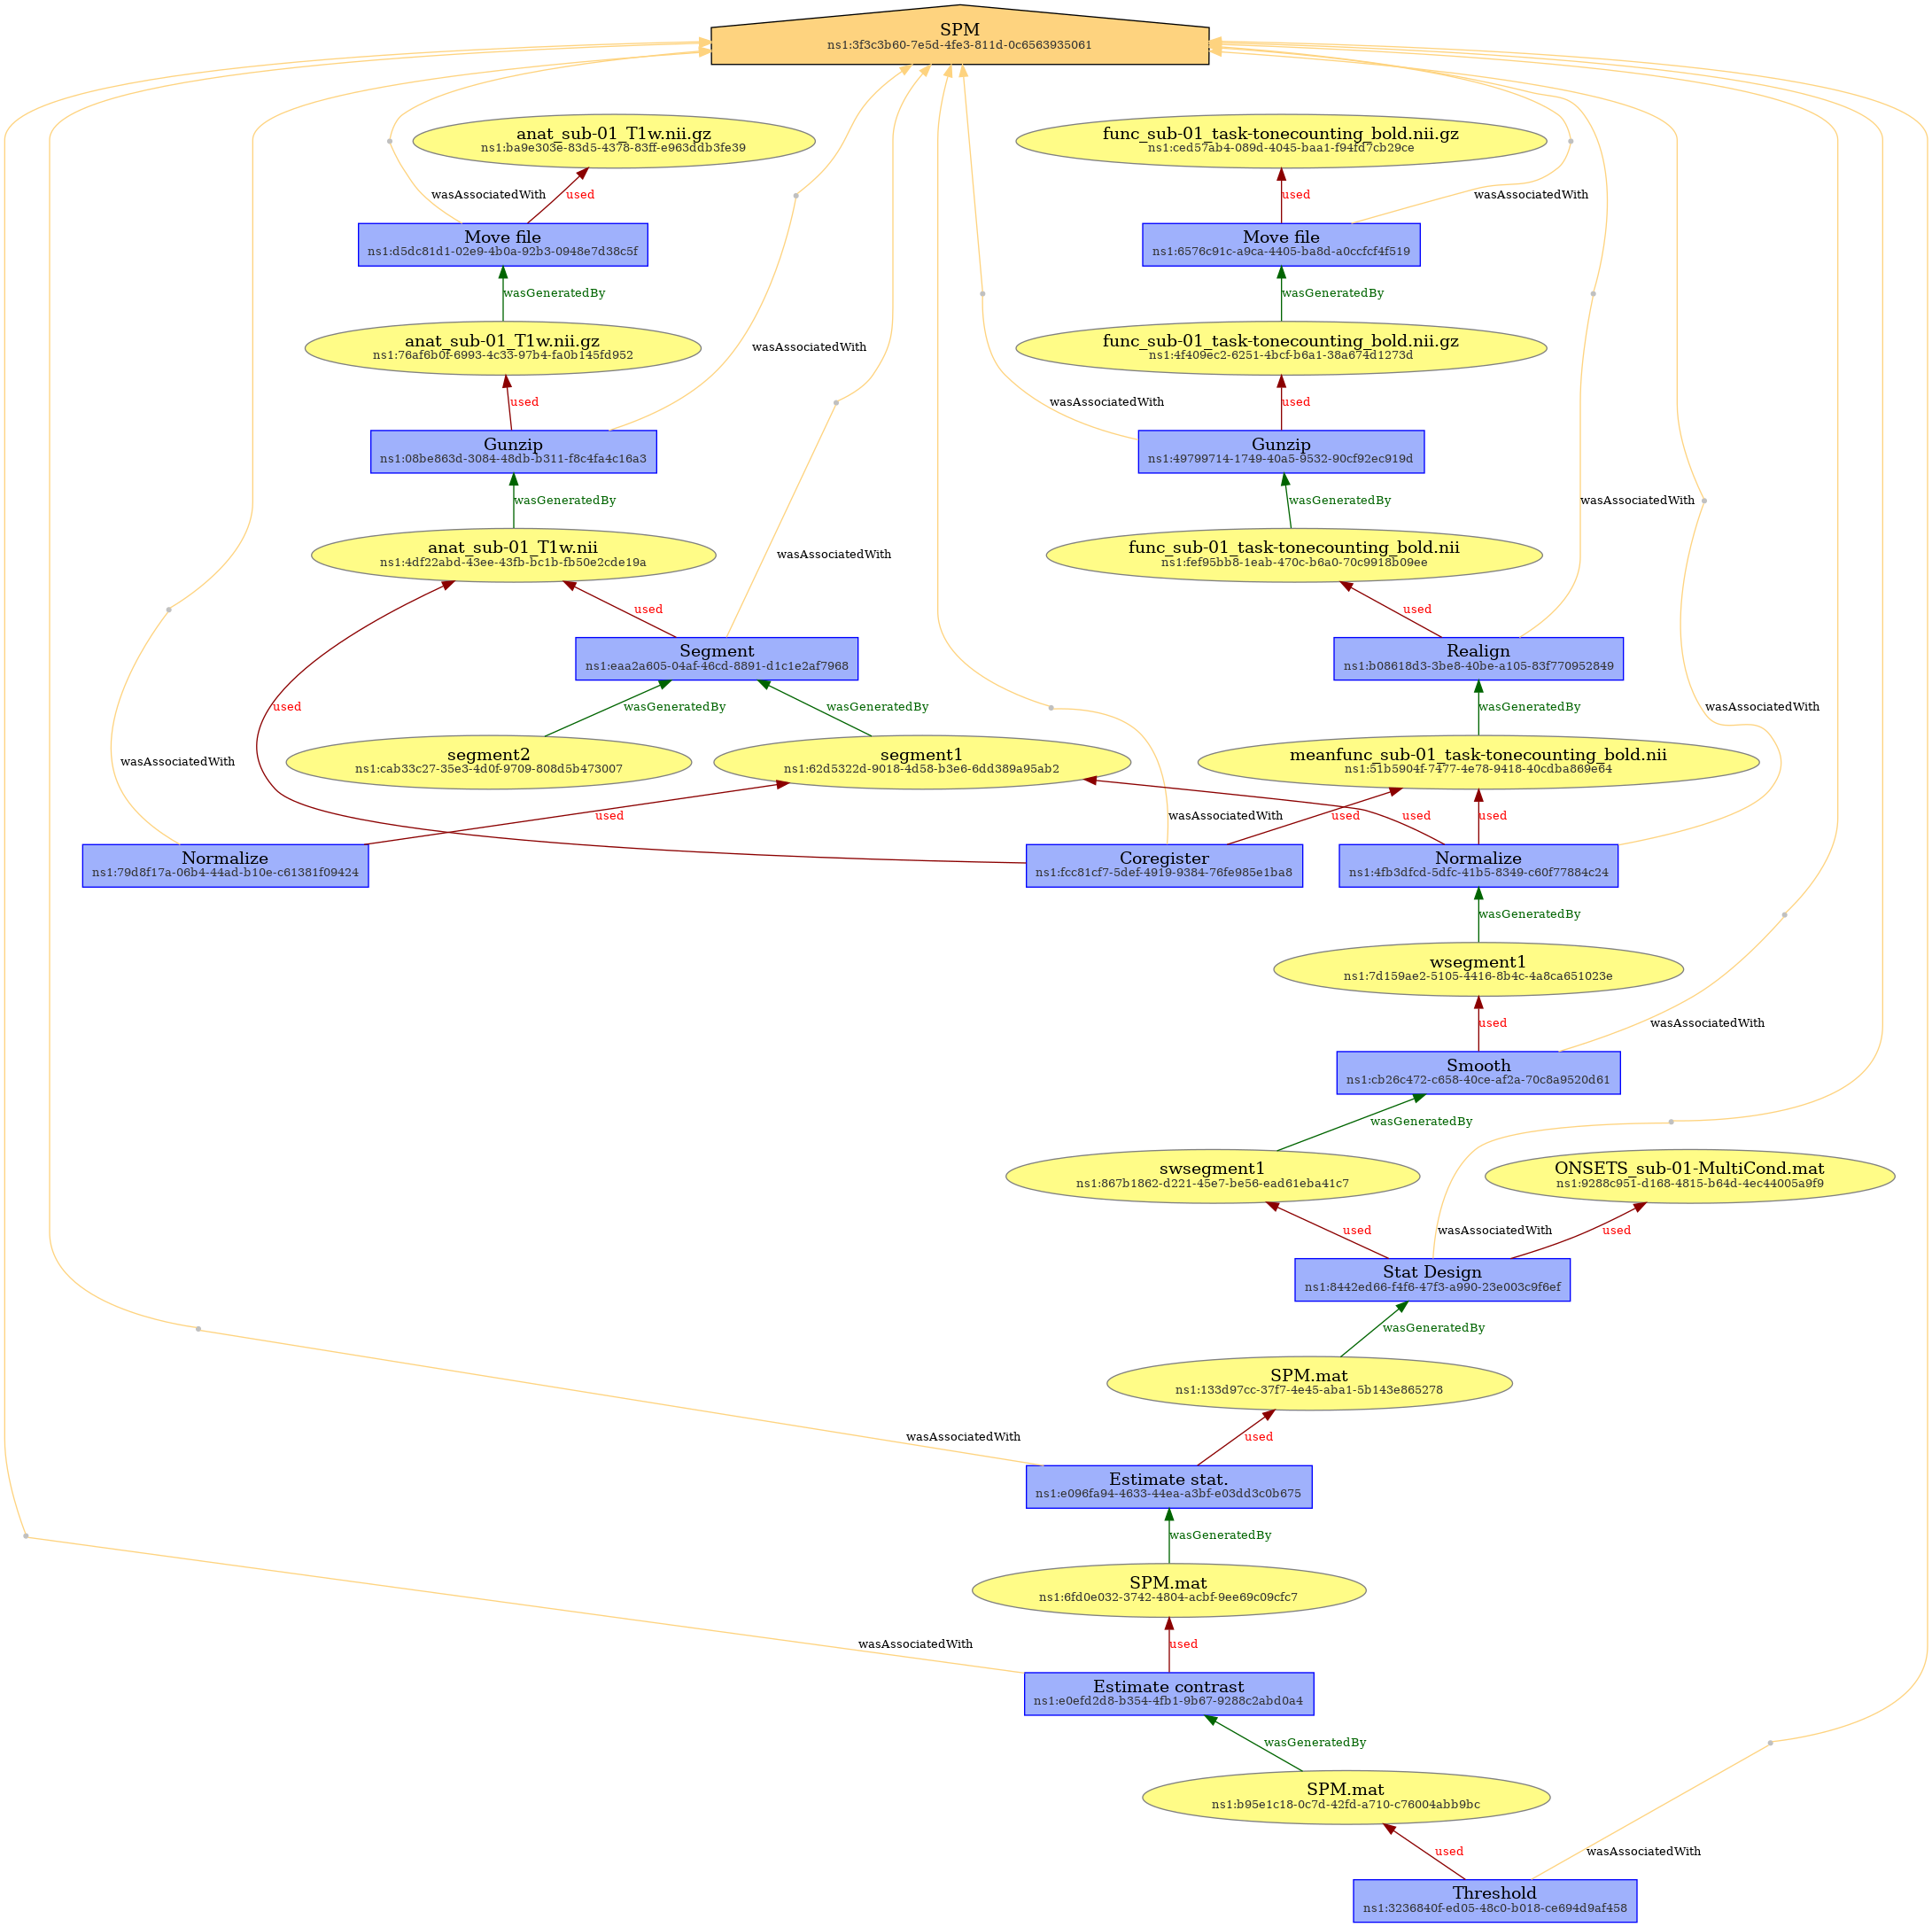 SPM
ns1:3f3c3b60-7e5d-4fe3-811d-0c6563935061
anat_sub-01_T1w.nii.gz
ns1:ba9e303e-83d5-4378-83ff-e963ddb3fe39
func_sub-01_task-tonecounting_bold.nii.gz
ns1:ced57ab4-089d-4045-baa1-f94fd7cb29ce
wasAssociatedWith
used
used
wasAssociatedWith
Move file
ns1:d5dc81d1-02e9-4b0a-92b3-0948e7d38c5f
Move file
ns1:6576c91c-a9ca-4405-ba8d-a0ccfcf4f519
wasGeneratedBy
wasGeneratedBy
anat_sub-01_T1w.nii.gz
ns1:76af6b0f-6993-4c33-97b4-fa0b145fd952
wasAssociatedWith
func_sub-01_task-tonecounting_bold.nii.gz
ns1:4f409ec2-6251-4bcf-b6a1-38a674d1273d
used
wasAssociatedWith
used
Gunzip
ns1:08be863d-3084-48db-b311-f8c4fa4c16a3
Gunzip
ns1:49799714-1749-40a5-9532-90cf92ec919d
wasGeneratedBy
wasGeneratedBy
wasAssociatedWith
anat_sub-01_T1w.nii
ns1:4df22abd-43ee-43fb-bc1b-fb50e2cde19a
wasAssociatedWith
func_sub-01_task-tonecounting_bold.nii
ns1:fef95bb8-1eab-470c-b6a0-70c9918b09ee
used
used
Segment
ns1:eaa2a605-04af-46cd-8891-d1c1e2af7968
Realign
ns1:b08618d3-3be8-40be-a105-83f770952849
used
wasGeneratedBy
wasGeneratedBy
wasGeneratedBy
wasAssociatedWith
wasAssociatedWith
segment2
ns1:cab33c27-35e3-4d0f-9709-808d5b473007
segment1
ns1:62d5322d-9018-4d58-b3e6-6dd389a95ab2
meanfunc_sub-01_task-tonecounting_bold.nii
ns1:51b5904f-7477-4e78-9418-40cdba869e64
used
wasAssociatedWith
used
used
used
Normalize
ns1:79d8f17a-06b4-44ad-b10e-c61381f09424
Coregister
ns1:fcc81cf7-5def-4919-9384-76fe985e1ba8
Normalize
ns1:4fb3dfcd-5dfc-41b5-8349-c60f77884c24
wasGeneratedBy
wsegment1
ns1:7d159ae2-5105-4416-8b4c-4a8ca651023e
used
wasAssociatedWith
Smooth
ns1:cb26c472-c658-40ce-af2a-70c8a9520d61
wasGeneratedBy
swsegment1
ns1:867b1862-d221-45e7-be56-ead61eba41c7
ONSETS_sub-01-MultiCond.mat
ns1:9288c951-d168-4815-b64d-4ec44005a9f9
used
wasAssociatedWith
used
Stat Design
ns1:8442ed66-f4f6-47f3-a990-23e003c9f6ef
wasGeneratedBy
SPM.mat
ns1:133d97cc-37f7-4e45-aba1-5b143e865278
wasAssociatedWith
used
Estimate stat.
ns1:e096fa94-4633-44ea-a3bf-e03dd3c0b675
wasGeneratedBy
SPM.mat
ns1:6fd0e032-3742-4804-acbf-9ee69c09cfc7
wasAssociatedWith
used
Estimate contrast
ns1:e0efd2d8-b354-4fb1-9b67-9288c2abd0a4
wasGeneratedBy
SPM.mat
ns1:b95e1c18-0c7d-42fd-a710-c76004abb9bc
used
wasAssociatedWith
Threshold
ns1:3236840f-ed05-48c0-b018-ce694d9af458